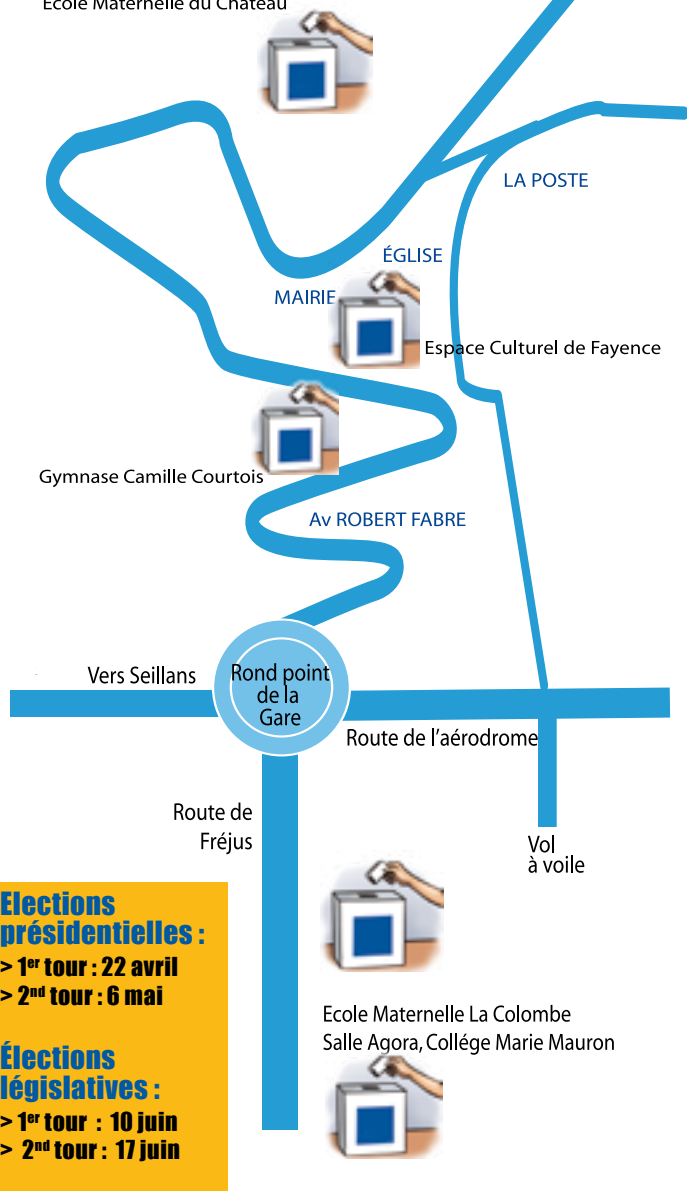 Ecole Maternelle du Château
LA POSTE
ÉGLISE
MAIRIE
Espace Culturel de Fayence
Gymnase Camille Courtois
Av ROBERT FABRE
Vers Seillans
Rond point
de la
Gare
Route de l'aérodrome
Route de
Fréjus
Vol
à voile
Elections
présidentielles :
> 1er tour : 22 avril
> 2nd tour : 6 mai
Ecole Maternelle La Colombe
Salle Agora, Collége Marie Mauron
Élections
législatives :
> 1er tour : 10 juin
> 2nd tour : 17 juin